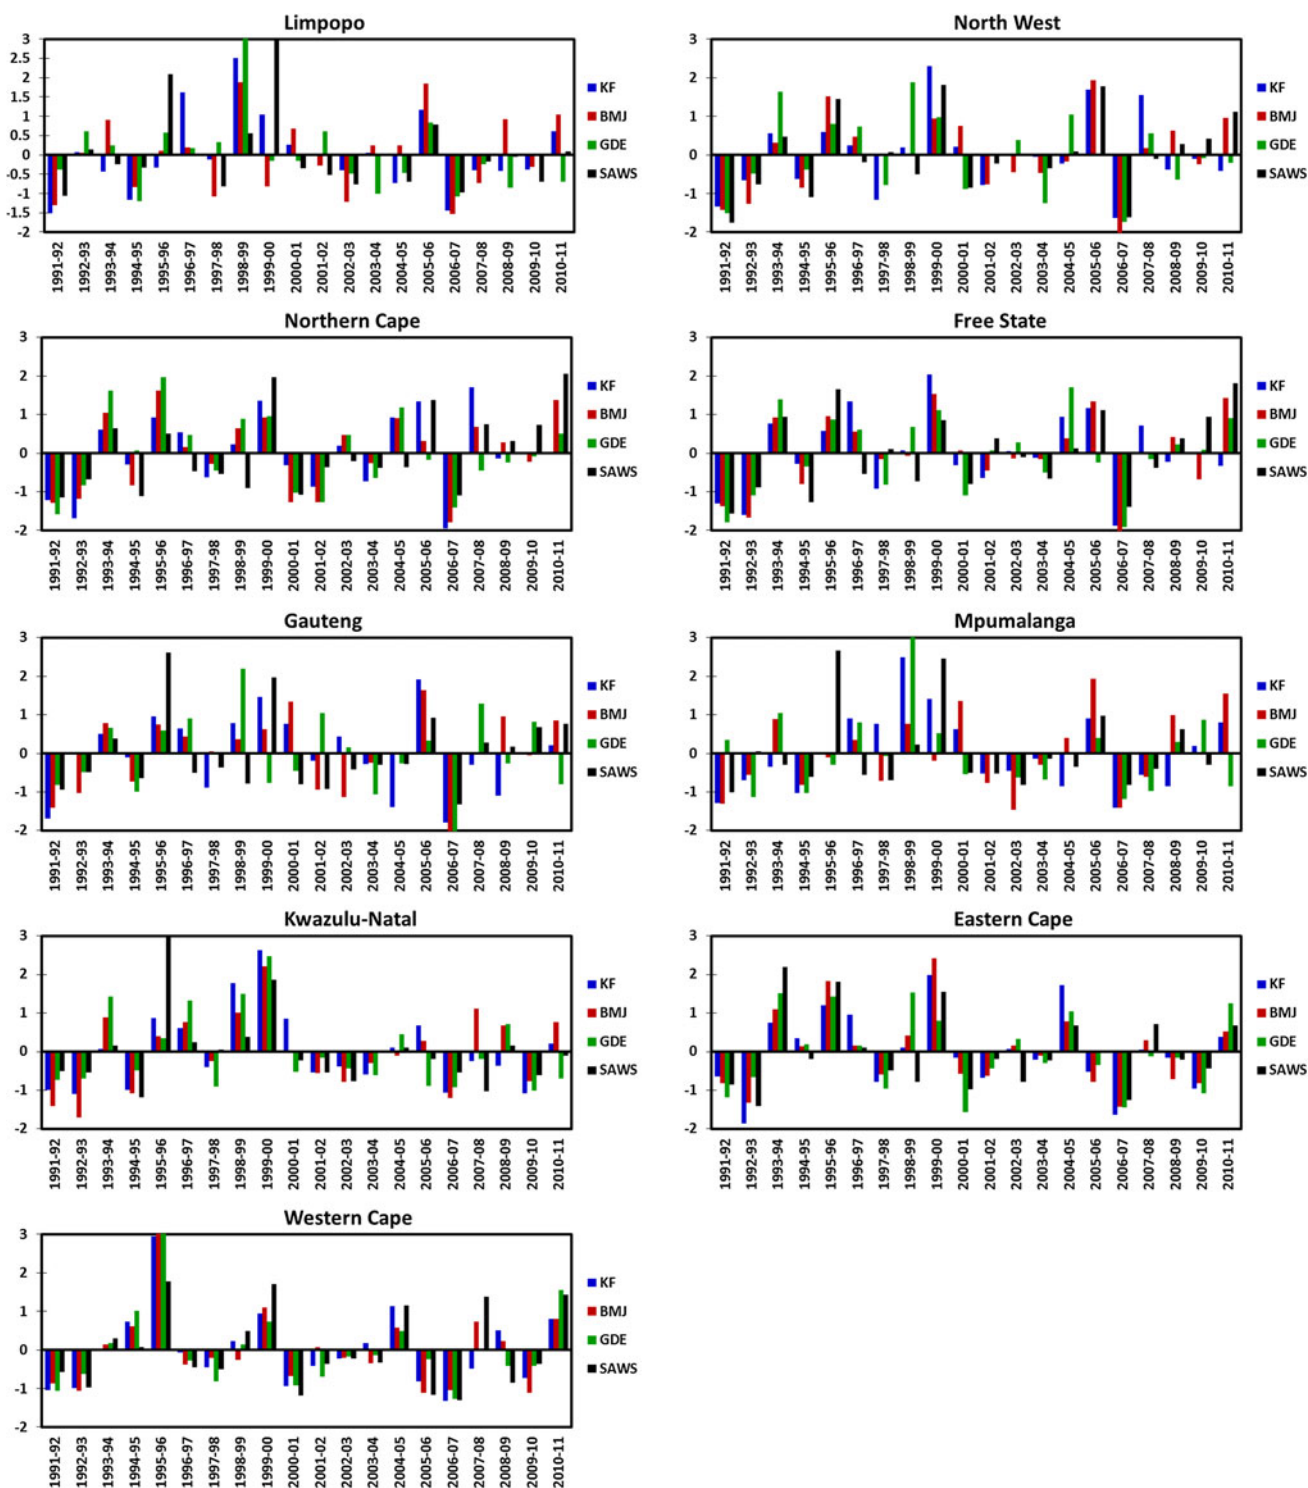 Limpopo
3
2.5
2
1.5
1
0.5
0
-0.5
-1
-1.5
-2
KF
BMJ
GDE
SAWS
1991-92 1992-93 1993-94 1994-95 1995-96 1996-97 1997-98 1998-99 1999-00 2000-01 2001-02 2002-03 2003-04 2004-05 2005-06 2006-07 2007-08 2008-09 2009-10 2010-11
North West
3
2
1
0
-1
-2
KF
BMJ
GDE
SAWS
1991-92 1992-93 1993-94 1994-95 1995-96 1996-97 1997-98 1998-99 1999-00 2000-01 2001-02 2002-03 2003-04 2004-05 2005-06 2006-07 2007-08 2008-09 2009-10 2010-11
Northern Cape
3
2
1
0
-1
-2
KF
BMJ
GDE
SAWS
1991-92 1992-93 1993-94 1994-95 1995-96 1996-97 1997-98 1998-99 1999-00 2000-01 2001-02 2002-03 2003-04 2004-05 2005-06 2006-07 2007-08 2008-09 2009-10 2010-11
Free State
3
2
1
0
-1
-2
KF
BMJ
GDE
SAWS
1991-92 1992-93 1993-94 1994-95 1995-96 1996-97 1997-98 1998-99 1999-00 2000-01 2001-02 2002-03 2003-04 2004-05 2005-06 2006-07 2007-08 2008-09 2009-10 2010-11
Gauteng
3
2
1
0
-1
-2
KF
BMJ
GDE
SAWS
1991-92 1992-93 1993-94 1994-95 1995-96 1996-97 1997-98 1998-99 1999-00 2000-01 2001-02 2002-03 2003-04 2004-05 2005-06 2006-07 2007-08 2008-09 2009-10 2010-11
Mpumalanga
3
2
1
0
-1
-2
KF
BMJ
GDE
SAWS
1991-92 1992-93 1993-94 1994-95 1995-96 1996-97 1997-98 1998-99 1999-00 2000-01 2001-02 2002-03 2003-04 2004-05 2005-06 2006-07 2007-08 2008-09 2009-10 2010-11
Kwazulu-Natal
3
2
1
0
-1
-2
KF
BMJ
GDE
SAWS
1991-92 1992-93 1993-94 1994-95 1995-96 1996-97 1997-98 1998-99 1999-00 2000-01 2001-02 2002-03 2003-04 2004-05 2005-06 2006-07 2007-08 2008-09 2009-10 2010-11
Eastern Cape
3
2
1
0
-1
-2
KF
BMJ
GDE
SAWS
1991-92 1992-93 1993-94 1994-95 1995-96 1996-97 1997-98 1998-99 1999-00 2000-01 2001-02 2002-03 2003-04 2004-05 2005-06 2006-07 2007-08 2008-09 2009-10 2010-11
Western Cape
3
2
1
0
-1
-2
KF
BMJ
GDE
SAWS
1991-92 1992-93 1993-94 1994-95 1995-96 1996-97 1997-98 1998-99 1999-00 2000-01 2001-02 2002-03 2003-04 2004-05 2005-06 2006-07 2007-08 2008-09 2009-10 2010-11